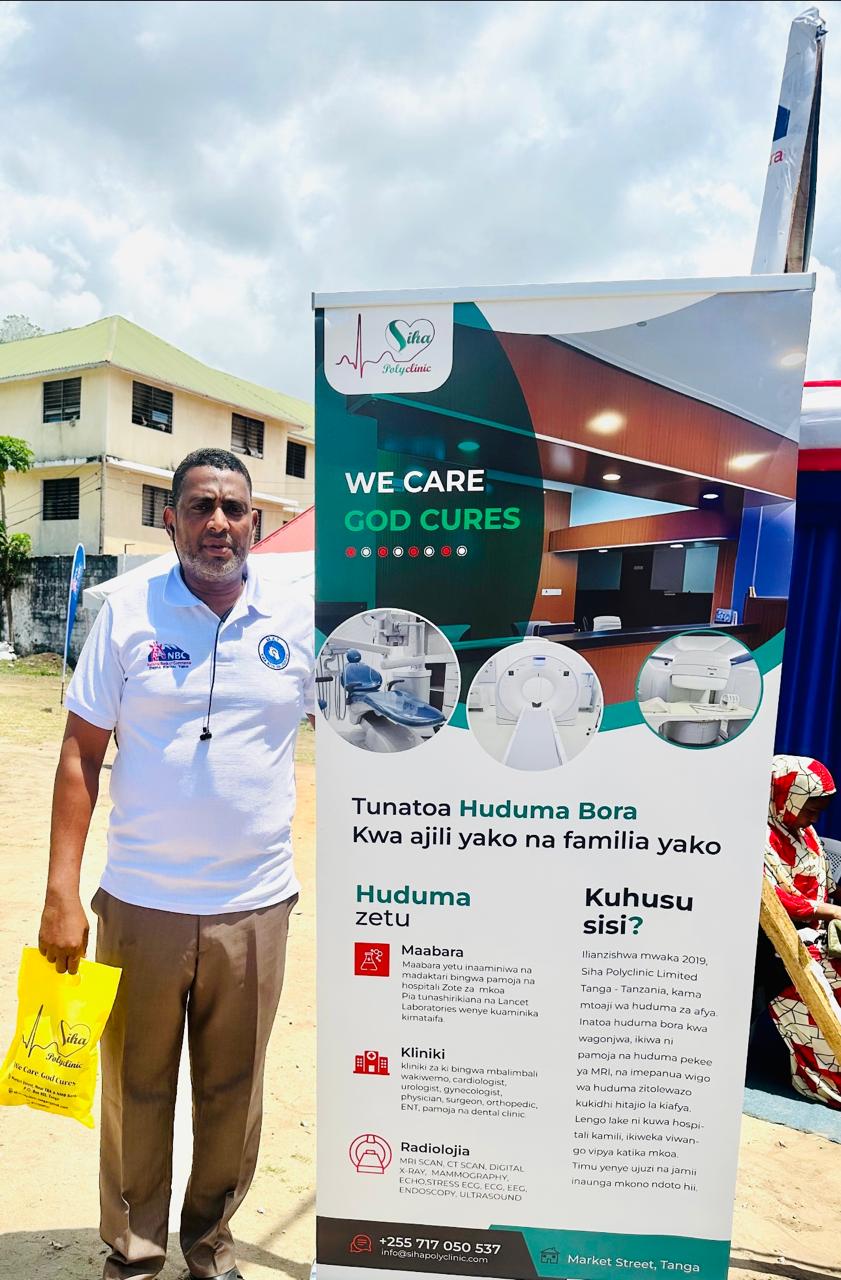 Siha
Polyclinic
WE CARE
GOD CURES
Tunatoa Huduma Bora
Kwa ajili yako na familia yako
Huduma
zetu
Maabara
Maabara yetu inaaminiwa na
madaktari bingwa pamoja na
hospitali Zote za mkoa
Pia tunashirikiana na Lancet
Laboratories wenye kuaminika
kimataifa.
Kliniki
kliniki za ki bingwa mbalimbali
wakiwemo, cardiologist,
urologist, gynecologist,
physician, surgeon, orthopedic,
ENT, pamoja na dental clinic.
Radiolojia
MRI SCAN, CT SCAN, DIGITAL
X-RAY, MAMMOGRAPHY,
ECHO,STRESS ECG, ECG, EEG,
ENDOSCOPY, ULTRASOUND
Kuhusu
sisi?
Ilianzishwa mwaka 2019,
Siha Polyclinic Limited
Tanga - Tanzania, kama
mtoaji wa huduma za afya.
Inatoa huduma bora kwa
wagonjwa, ikiwa ni
pamoja na huduma pekee
ya MRI, na imepanua wigo
wa huduma zitolewazo
kukidhi hitajio la kiafya.
Lengo lake ni kuwa hospi-
tali kamili, ikiweka viwan-
go vipya katika mkoa.
Timu yenye ujuzi na jamii
inaunga mkono ndoto hii.
+255 717 050 537
info@sihapolyclinic.com
Market Street, Tanga
NBC
Siha
Polyclinic
We Care God Cures
ra